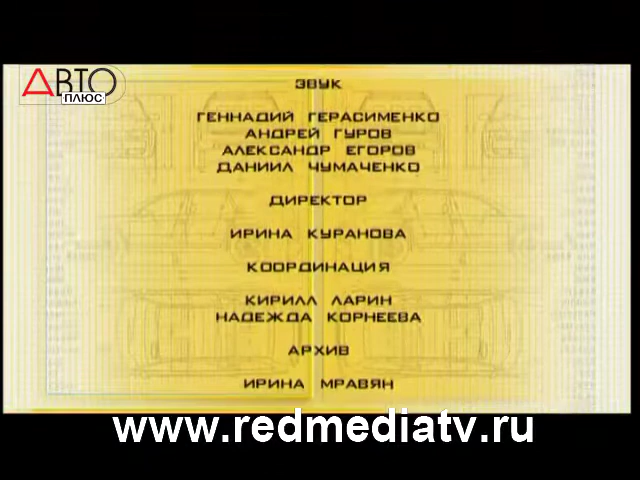 АВТО
ПЛЮС
ЗВУК
ГЕННАДИЙ ГЕРАСИМЕНКО
АНДРЕЙ ГУРОВ
АЛЕКСАНДР ЕГОРОВ
ДАНИИЛ ЧУМАЧЕНКО
ДИРЕКТОР
ИРИНА КУРАНОВА
КООРДИНАЦИЯ
КИРИЛЛ ЛАРИН
НАДЕЖДА КОРНЕЕВА
АРХИВ
ИРИНА МРАВЯН
www.redmediatv.ru